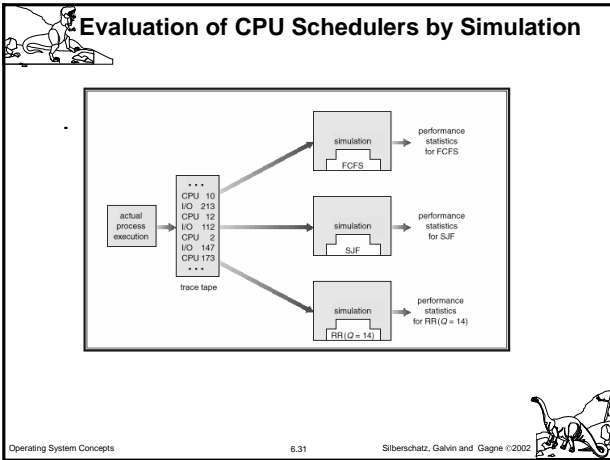 Evaluation of CPU Schedulers by Simulation
actual
process
execution
• • •
CPU 10
I/O 213
CPU 12
I/O 112
CPU 2
I/O 147
CPU 173
• • •
trace tape
simulation
FCFS
performance
statistics
for FCFS
simulation
SJF
performance
statistics
for SJF
simulation
RR(Q = 14)
performance
statistics
for RR(Q = 14)
Operating System Concepts 6.31 Silberschatz, Galvin and Gagne ©2002